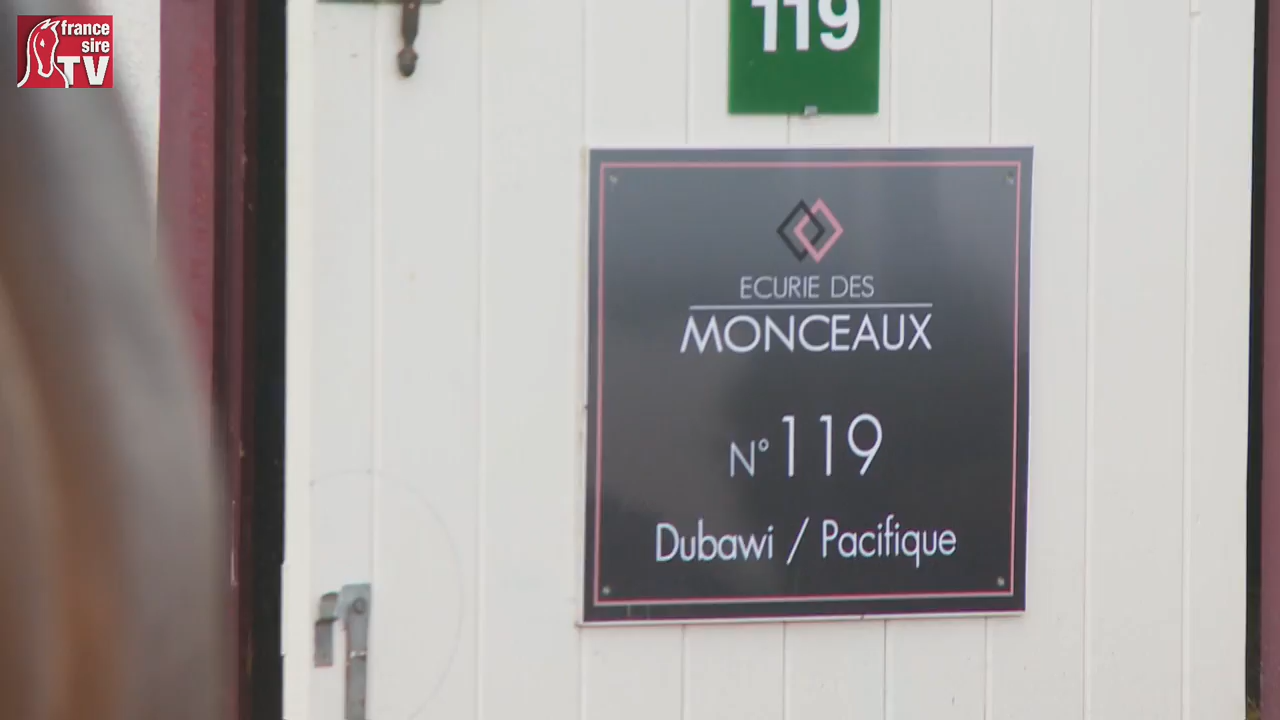 france
sire
TV
119
ECURIE DES
MONCEAUX
N° 119
Dubawi / Pacifique